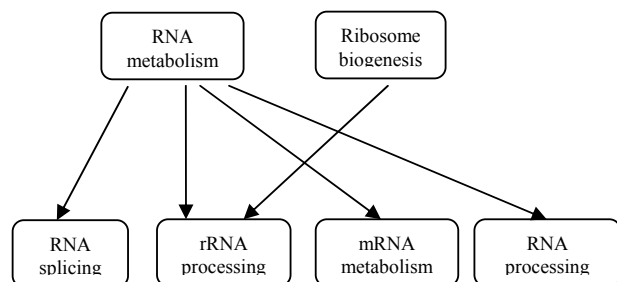 RNA
metabolism
Ribosome
biogenesis
RNA
splicing
rRNA
processing
mRNA
metabolism
RNA
processing